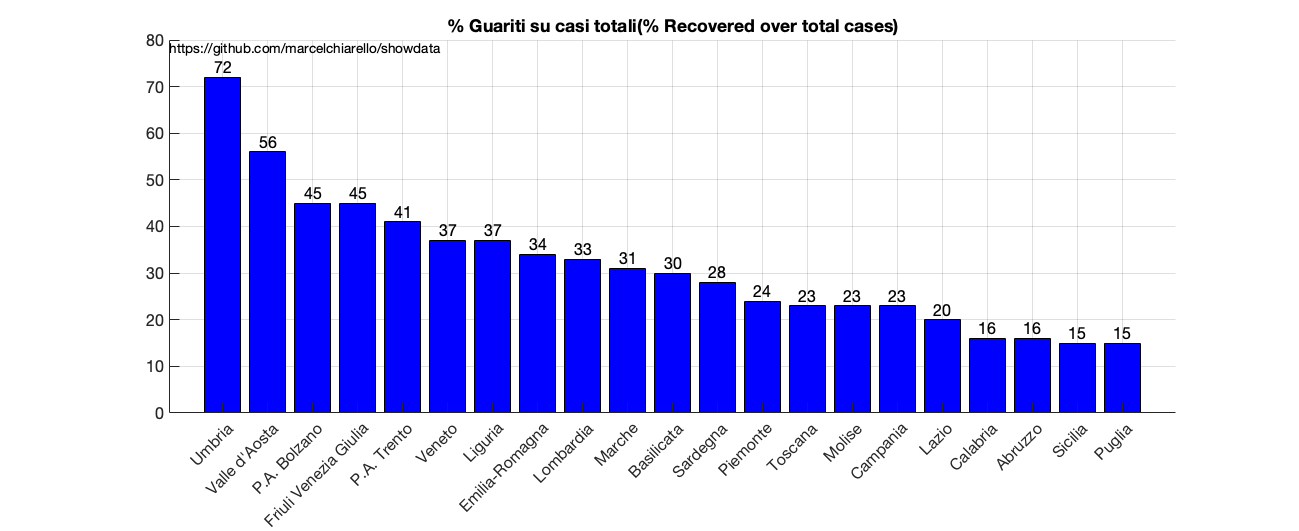 % Guariti su casi totali(% Recovered over total cases)
https://github.com/marcelchiarello/showdata
80
70
60
50
40
30
20
10
0
72
56
45
45
41
37
37
34
33
31
30
28
24
23
23
23
20
16
16
15
15
Umbria
Valle d'Aosta
P.A. Bolzano
Friuli Venezia Giulia
P.A. Trento
Veneto
Liguria
Emilia-Romagna
Lombardia
Marche
Basilicata
Sardegna
Piemonte
Toscana
Molise
Campania
Lazio
Calabria
Abruzzo
Sicilia
Puglia